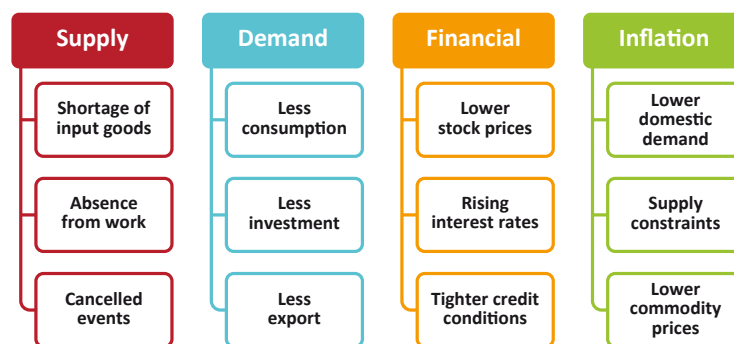 Supply
Shortage of
input goods
Absence
from work
Cancelled
events
Demand
Less
consumption
Less
investment
Less
export
Financial
Lower
stock prices
Rising
interest rates
Tighter credit
conditions
Inflation
Lower
domestic
demand
Supply
constraints
Lower
commodity
prices